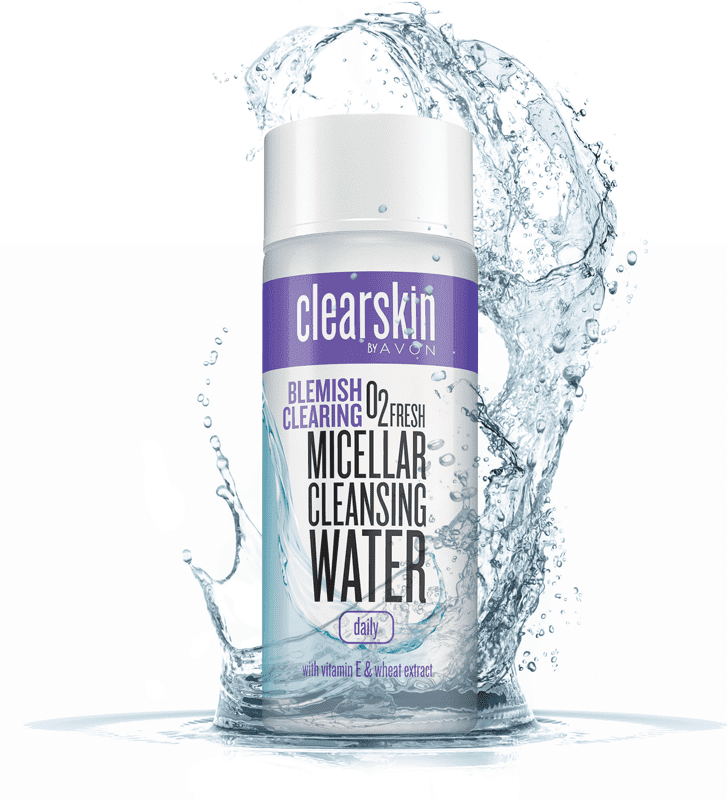 clearskin
BY AVON
BLEMISH
CLEARING O2 FRESH
MICELLAR
CLEANSING
WATER
daily
with vitamin E & wheat extract